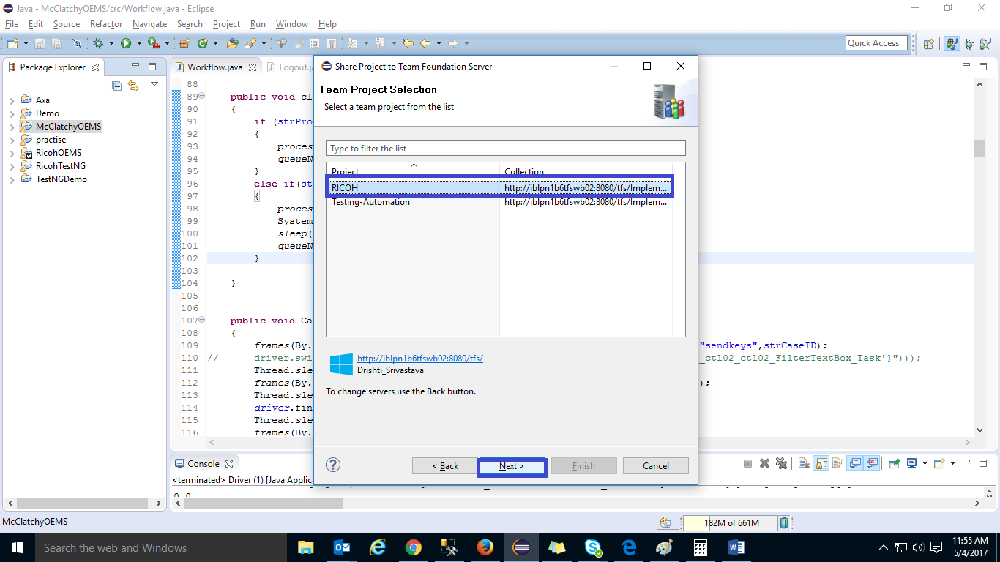 Java - McClatchyOEMS/src/Workflow.java - Eclipse
File Edit Source Refactor Navigate Search Project Run Window Help
Quick Access
Package Explorer
Axa
Demo
McClatchyOEMS
practise
RicohOEMS
RicohTestNG
TestNGDemo
Workflow.java
Logout.ja
88
89 public void cl
90 {
91 if (strPro
92 {
93 proces
94 queueN
95 }
96 else if(st
97 {
98 proces
99 System
100 sleep(
101 queueN
102 }
103
104 }
105
106
107 public void Ca
108 {
109 frames(By. "sendkeys",strCaseID);
110 // driver.swi _ctl02_ctl02_FilterTextBox_Task']")));
111 Thread.sle
112 frames(By. );
113 Thread.sle
114 driver.fin
115 Thread.sle
116 frames(By.
Share Project to Team Foundation Server
Team Project Selection
Select a team project from the list
Type to filter the list
Project Collection
RICOH http://iblpn1b6tfswb02:8080/tfs/Implem...
Testing-Automation http://iblpn1b6tfswb02:8080/tfs/Implem...
http://iblpn1b6tfswb02:8080/tfs/
Drishti_Srivastava
To change servers use the Back button.
< Back Next > Finish Cancel
Console
<terminated> Driver (1) [Java Applica
McClatchyOEMS
182M of 661M
Search the web and Windows
11:55 AM
5/4/2017